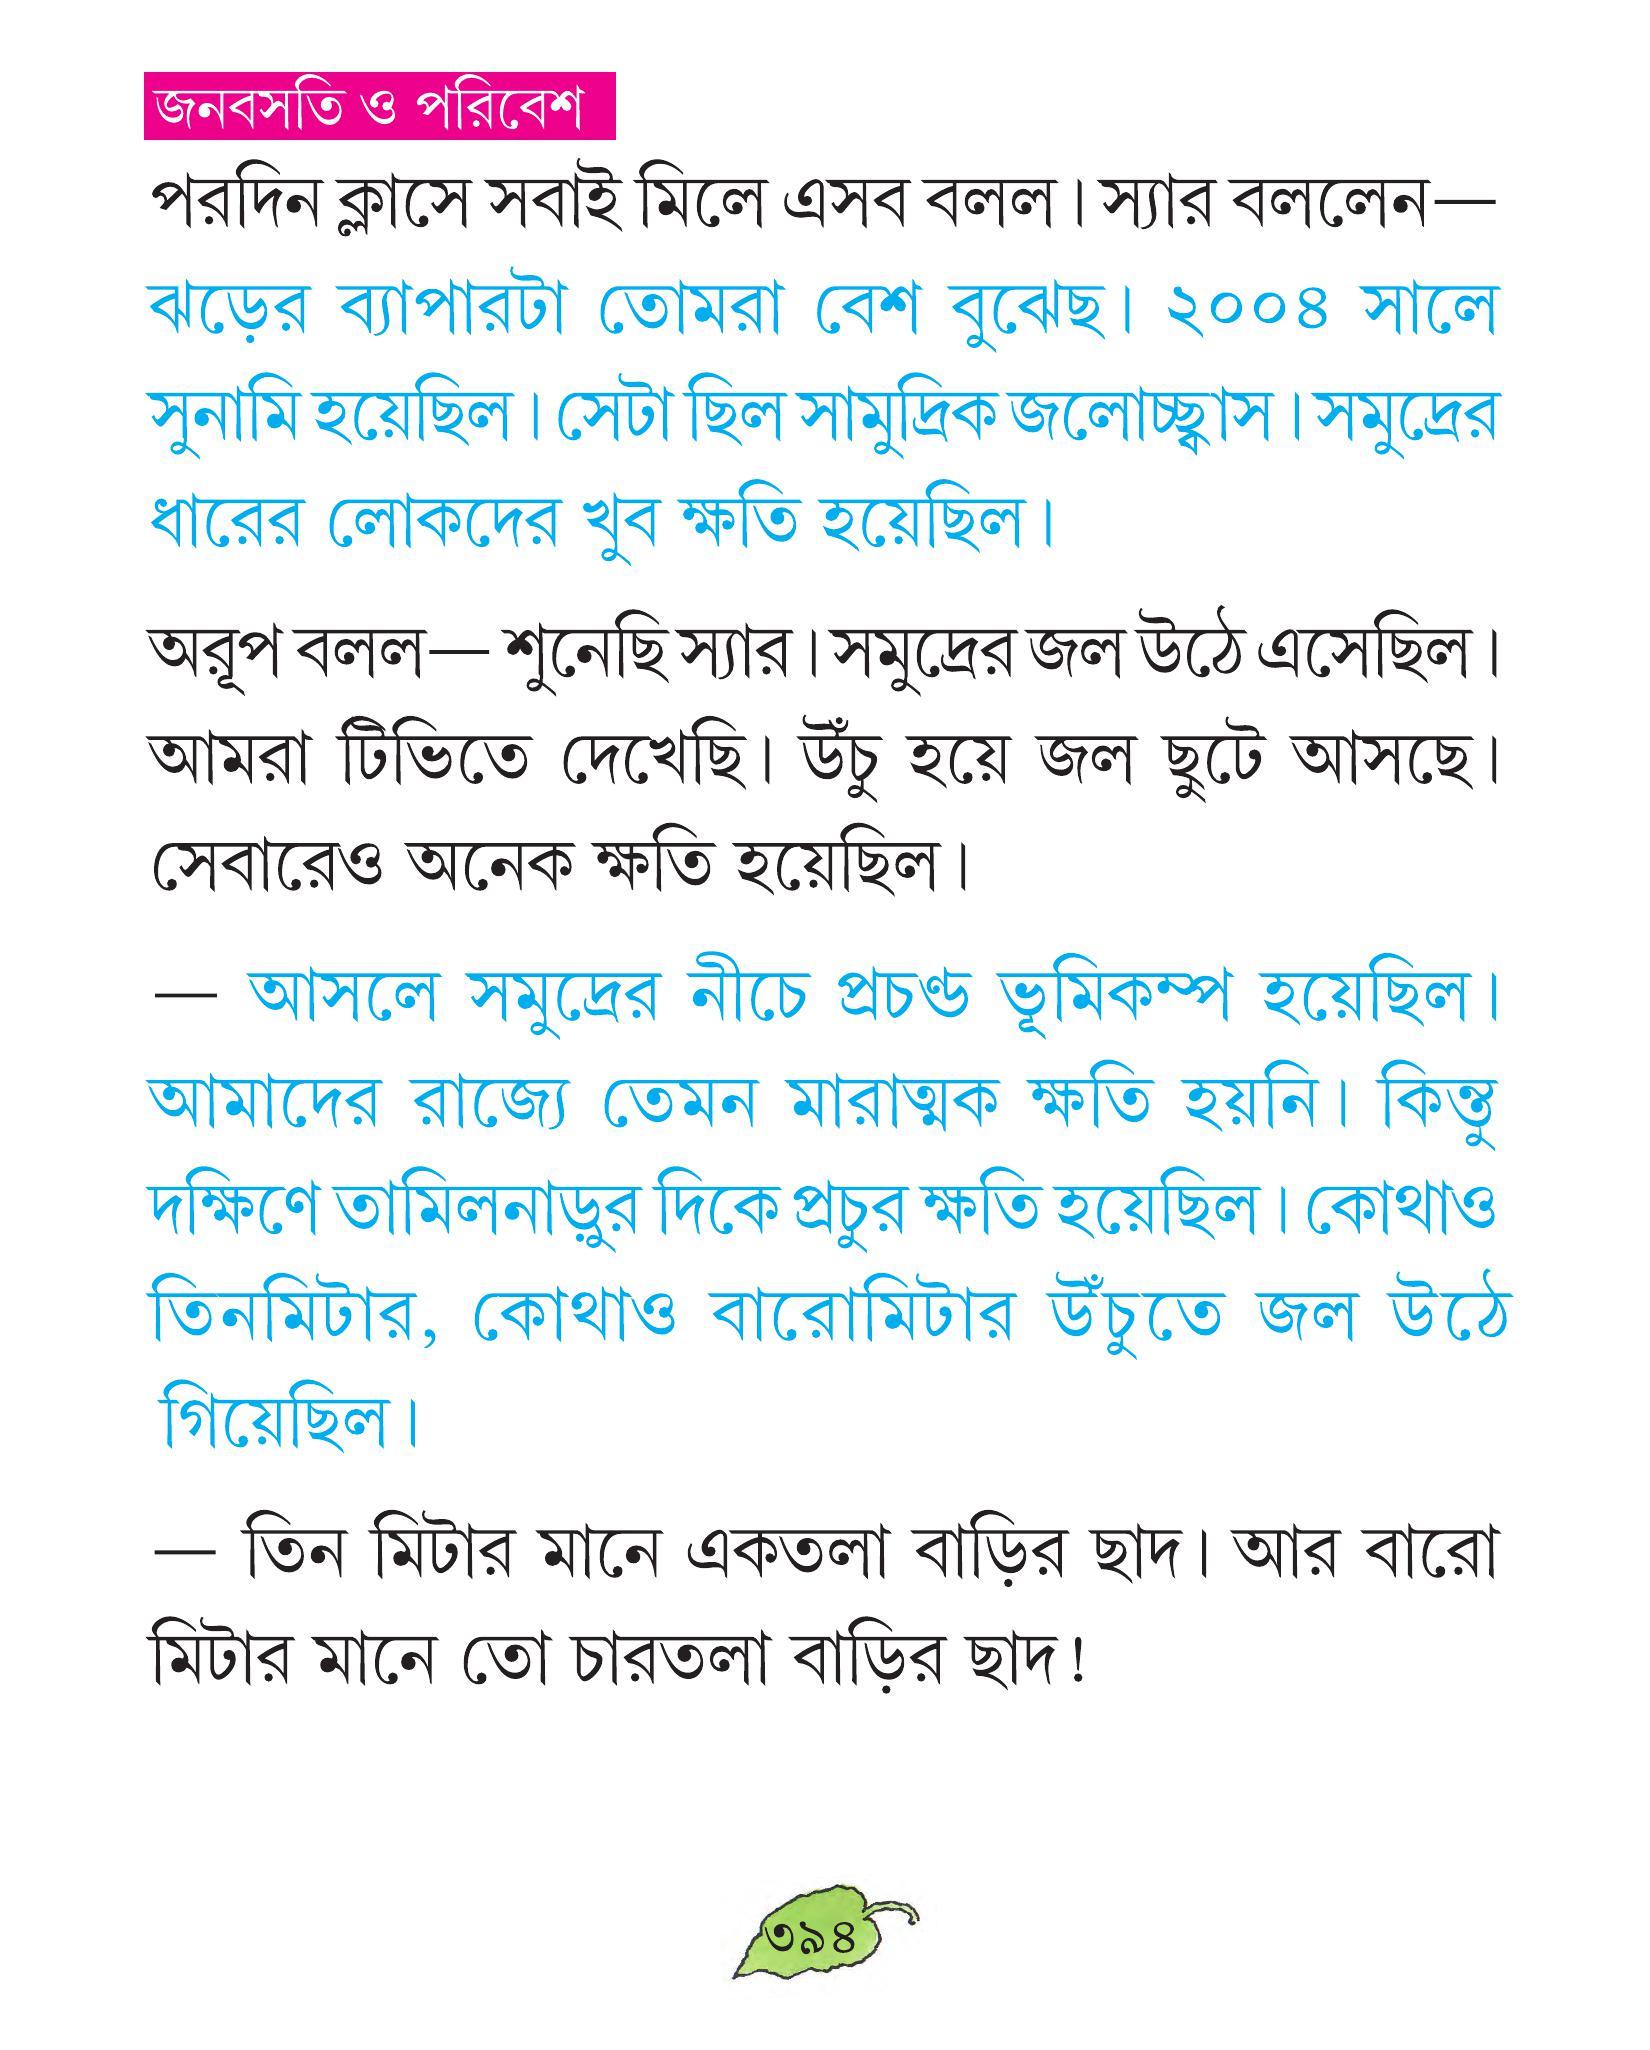 জনবসতি ও পরিবেশ
পরদিন ক্লাসে সবাই মিলে এসব বলল। স্যার বললেন—
ঝড়ের ব্যাপারটা তোমরা বেশ বুঝেছ। ২০০৪ সালে
সুনামি হয়েছিল। সেটা ছিল সামুদ্রিক জলোচ্ছ্বাস। সমুদ্রের
ধারের লোকদের খুব ক্ষতি হয়েছিল।
অরূপ বলল— শুনেছি স্যার। সমুদ্রের জল উঠে এসেছিল।
আমরা টিভিতে দেখেছি। উঁচু হয়ে জল ছুটে আসছে।
সেবারেও অনেক ক্ষতি হয়েছিল।
— আসলে সমুদ্রের নীচে প্রচণ্ড ভূমিকম্প হয়েছিল।
আমাদের রাজ্যে তেমন মারাত্মক ক্ষতি হয়নি। কিন্তু
দক্ষিণে তামিলনাড়ুর দিকে প্রচুর ক্ষতি হয়েছিল। কোথাও
তিনমিটার, কোথাও বারোমিটার উঁচুতে জল উঠে
গিয়েছিল।
— তিন মিটার মানে একতলা বাড়ির ছাদ। আর বারো
মিটার মানে তো চারতলা বাড়ির ছাদ!
৩৯৪